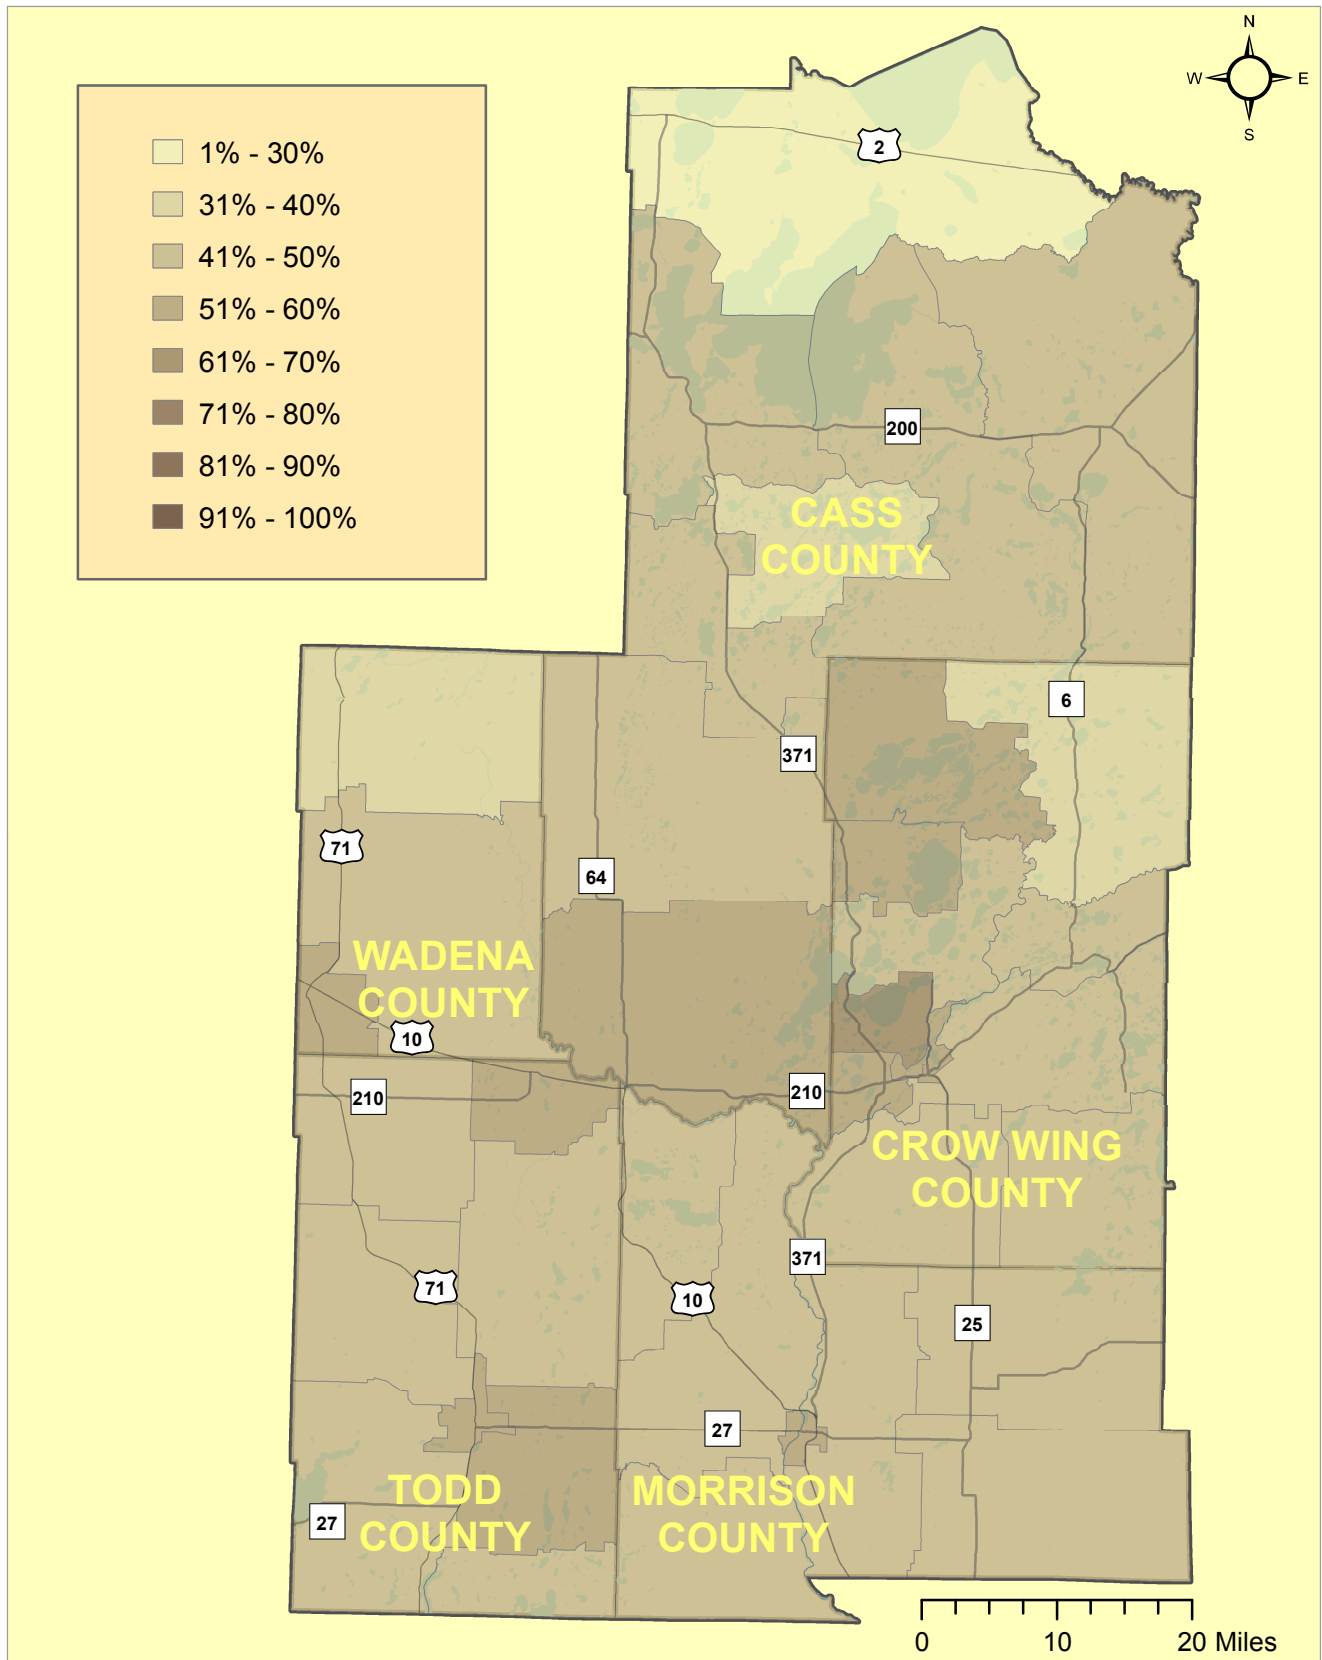 N
W E
S
1% - 30%
31% - 40%
41% - 50%
51% - 60%
61% - 70%
71% - 80%
81% - 90%
91% - 100%
2
200
CASS
COUNTY
6
371
71
64
WADENA
COUNTY
10
210
210
CROW WING
COUNTY
371
71
10
25
27
TODD
COUNTY
MORRISON
COUNTY
27
0 10 20 Miles